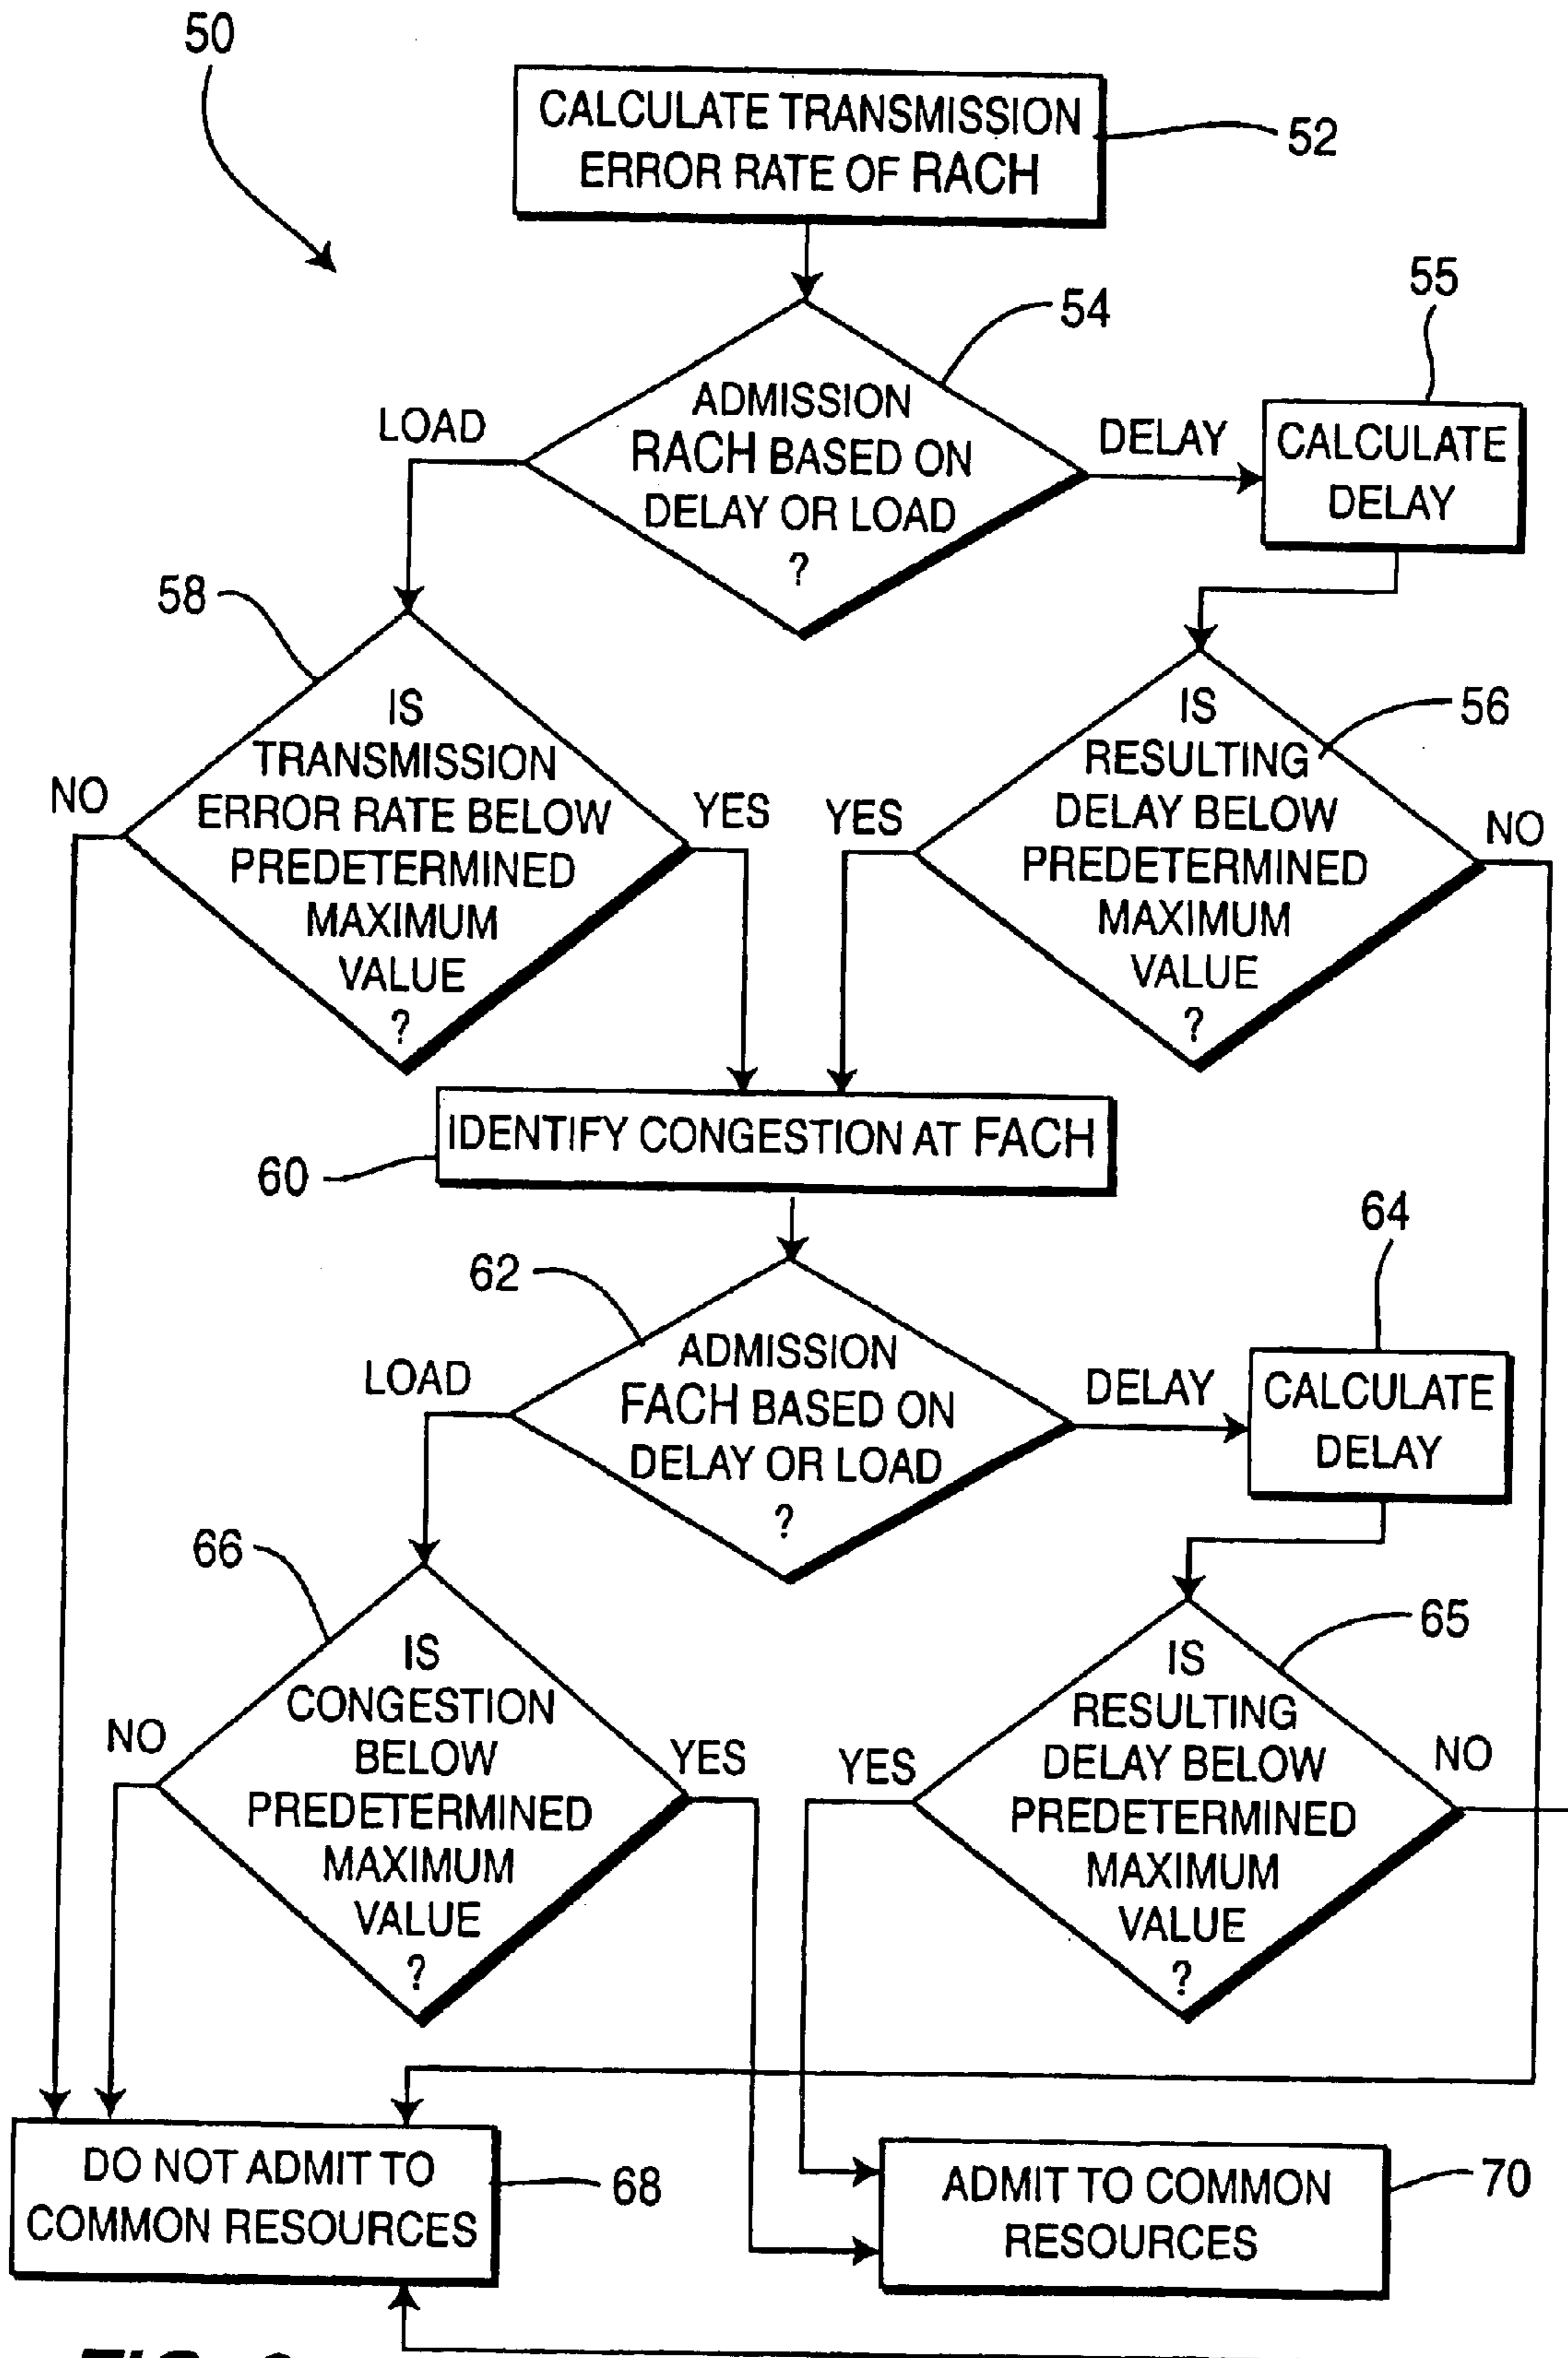 50
CALCULATE TRANSMISSION
ERROR RATE OF RACH
52
54
ADMISSION
RACH BASED ON
DELAY OR LOAD
?
LOAD
DELAY
55
CALCULATE
DELAY
58
IS
TRANSMISSION
ERROR RATE BELOW
PREDETERMINED
MAXIMUM
VALUE
?
NO
YES
56
IS
RESULTING
DELAY BELOW
PREDETERMINED
MAXIMUM
VALUE
?
YES
NO
IDENTIFY CONGESTION AT FACH
60
62
ADMISSION
FACH BASED ON
DELAY OR LOAD
?
LOAD
DELAY
64
CALCULATE
DELAY
66
IS
CONGESTION
BELOW
PREDETERMINED
MAXIMUM
VALUE
?
NO
YES
65
IS
RESULTING
DELAY BELOW
PREDETERMINED
MAXIMUM
VALUE
?
YES
NO
DO NOT ADMIT TO
COMMON RESOURCES
68
ADMIT TO COMMON
RESOURCES
70